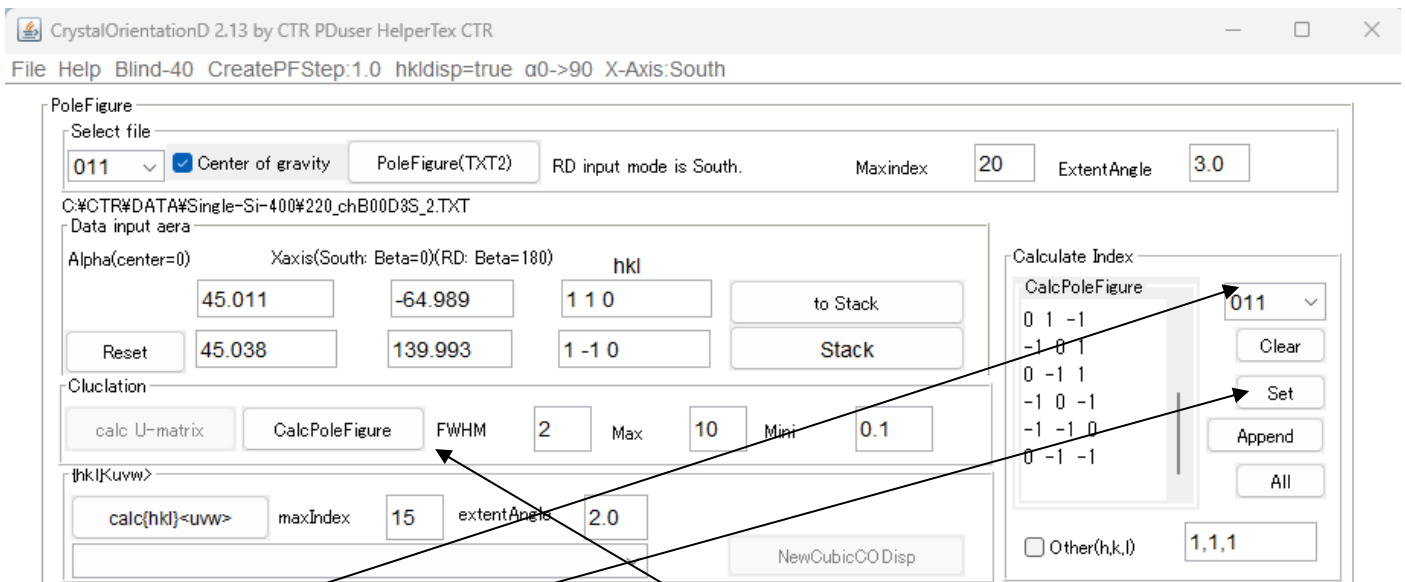 CrystalOrientationD 2.13 by CTR PDuser HelperTex CTR
File Help Blind-40 CreatePFStep:1.0 hkldisp=true α0->90 X-Axis:South
PoleFigure
Select file
011 Center of gravity PoleFigure(TXT2) RD input mode is South. Maxindex 20 ExtentAngle 3.0
C:¥CTR¥DATA¥Single-Si-400¥220_chB00D3S_2.TXT
Data input aera
Alpha(center=0) Xaxis(South: Beta=0)(RD: Beta=180) hkl
45.011 -64.989 1 1 0 to Stack
Reset 45.038 139.993 1 -1 0 Stack
Cluclation
calc U-matrix CalcPoleFigure FWHM 2 Max 10 Mini 0.1
{hkl}<uvw>
calc{hkl}<uvw> maxIndex 15 extentAngle 2.0
NewCubicCODisp
Calculate Index
CalcPoleFigure
011
0 1 -1
-1 0 1
0 -1 1
-1 0 -1
-1 -1 0
0 -1 -1
Clear
Set
Append
All
Other(h,k,l) 1,1,1